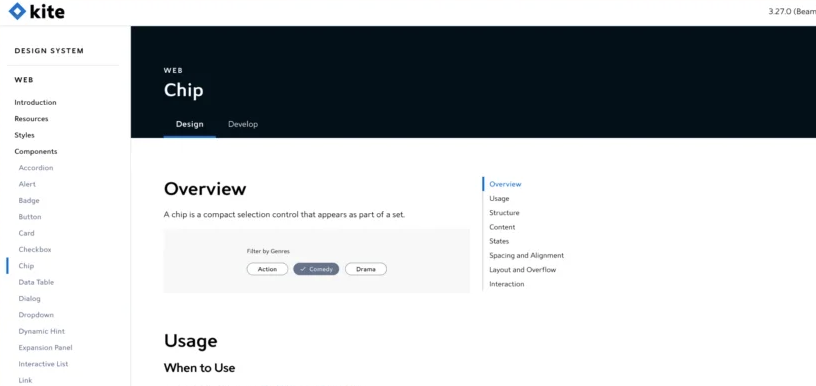 kite
3.27.0 (Beam
DESIGN SYSTEM
WEB
Introduction
Resources
Styles
Components
Accordion
Alert
Badge
Button
Card
Checkbox
Chip
Data Table
Dialog
Dropdown
Dynamic Hint
Expansion Panel
Interactive List
Link
WEB
Chip
Design Develop
Overview
A chip is a compact selection control that appears as part of a set.
Filter by Genres
Action Comedy Drama
Usage
When to Use
Overview
Usage
Structure
Content
States
Spacing and Alignment
Layout and Overflow
Interaction